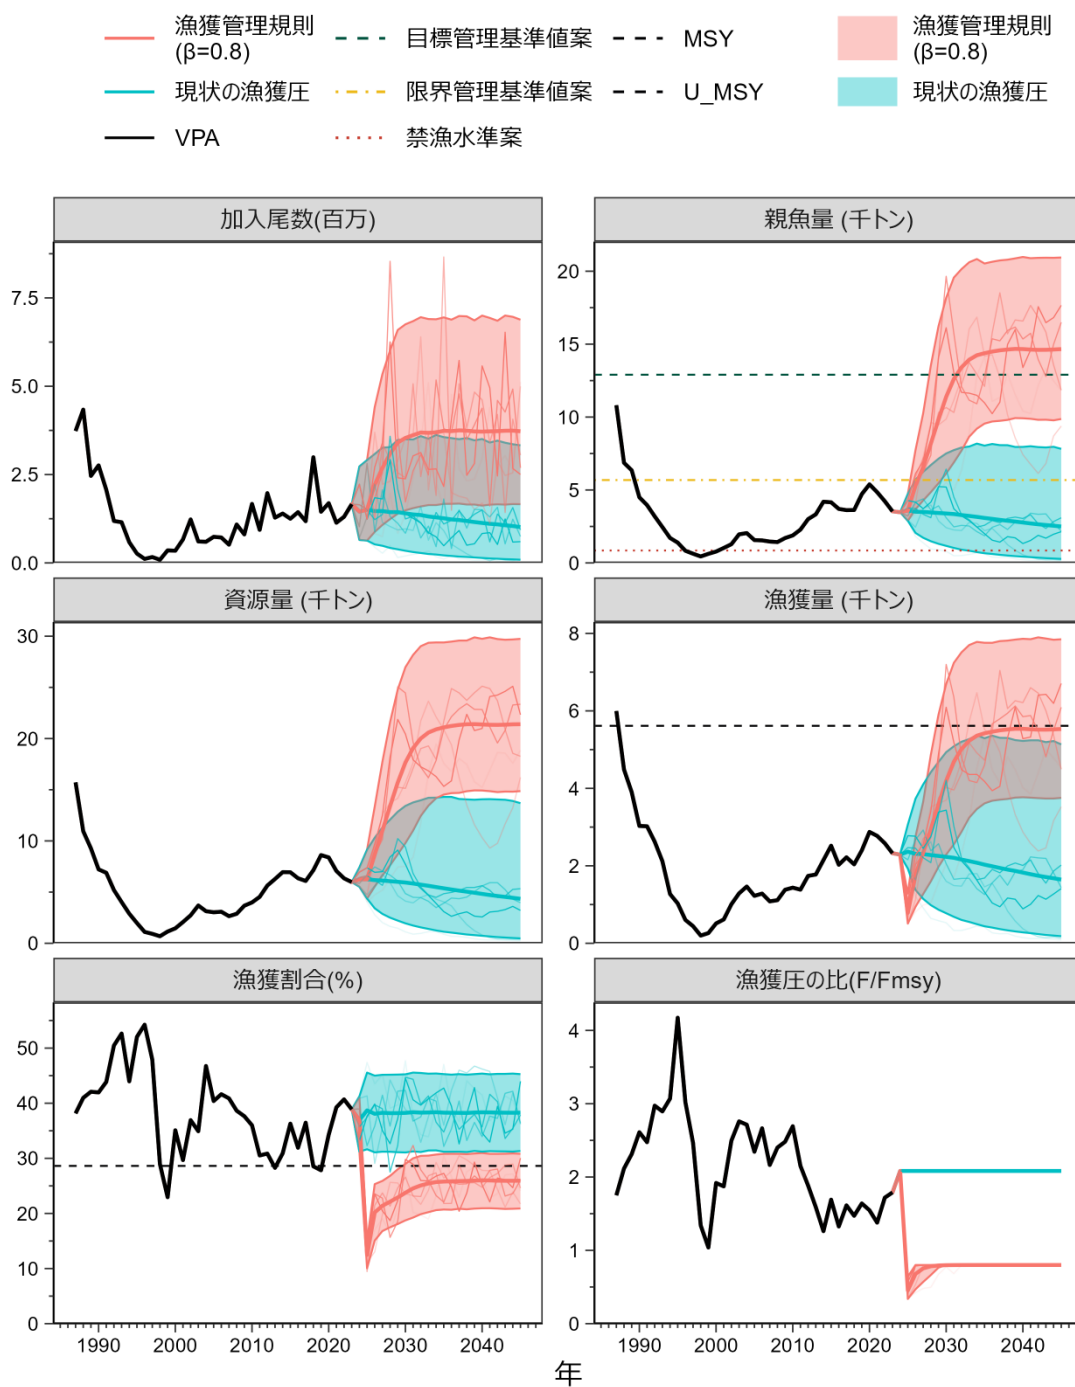 漁獲管理規則
(β=0.8)
目標管理基準値案
MSY
漁獲管理規則
(β=0.8)
現状の漁獲圧
限界管理基準値案
U_MSY
現状の漁獲圧
VPA
禁漁水準案
加入尾数(百万)
7.5
5.0
2.5
0.0
親魚量 (千トン)
20
15
10
5
0
資源量 (千トン)
30
20
10
0
漁獲量 (千トン)
8
6
4
2
0
漁獲割合(%)
50
40
30
20
10
0
1990 2000 2010 2020 2030 2040
漁獲圧の比(F/Fmsy)
4
3
2
1
0
1990 2000 2010 2020 2030 2040
年